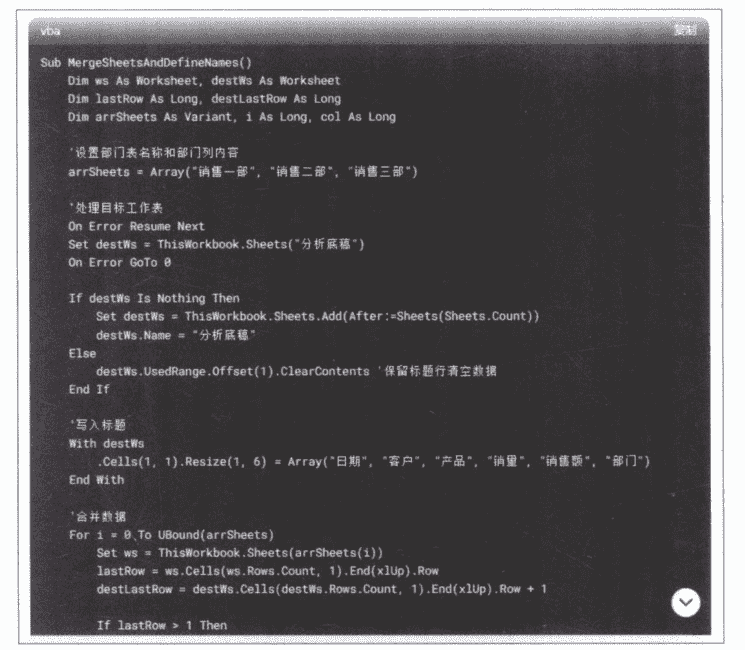 vba
复制
Sub MergeSheetsAndDefineNames()
Dim ws As Worksheet, destWs As Worksheet
Dim lastRow As Long, destLastRow As Long
Dim arrSheets As Variant, i As Long, col As Long
'设置部门表名称和部门列内容
arrSheets = Array("销售一部", "销售二部", "销售三部")
'处理目标工作表
On Error Resume Next
Set destWs = ThisWorkbook.Sheets("分析底稿")
On Error GoTo 0
If destWs Is Nothing Then
Set destWs = ThisWorkbook.Sheets.Add(After:=Sheets(Sheets.Count))
destWs.Name = "分析底稿"
Else
destWs.UsedRange.Offset(1).ClearContents '保留标题行清空数据
End If
'写入标题
With destWs
.Cells(1, 1).Resize(1, 6) = Array("日期", "客户", "产品", "销量", "销售额", "部门")
End With
'合并数据
For i = 0 To UBound(arrSheets)
Set ws = ThisWorkbook.Sheets(arrSheets(i))
lastRow = ws.Cells(ws.Rows.Count, 1).End(xlUp).Row
destLastRow = destWs.Cells(destWs.Rows.Count, 1).End(xlUp).Row + 1
If lastRow > 1 Then